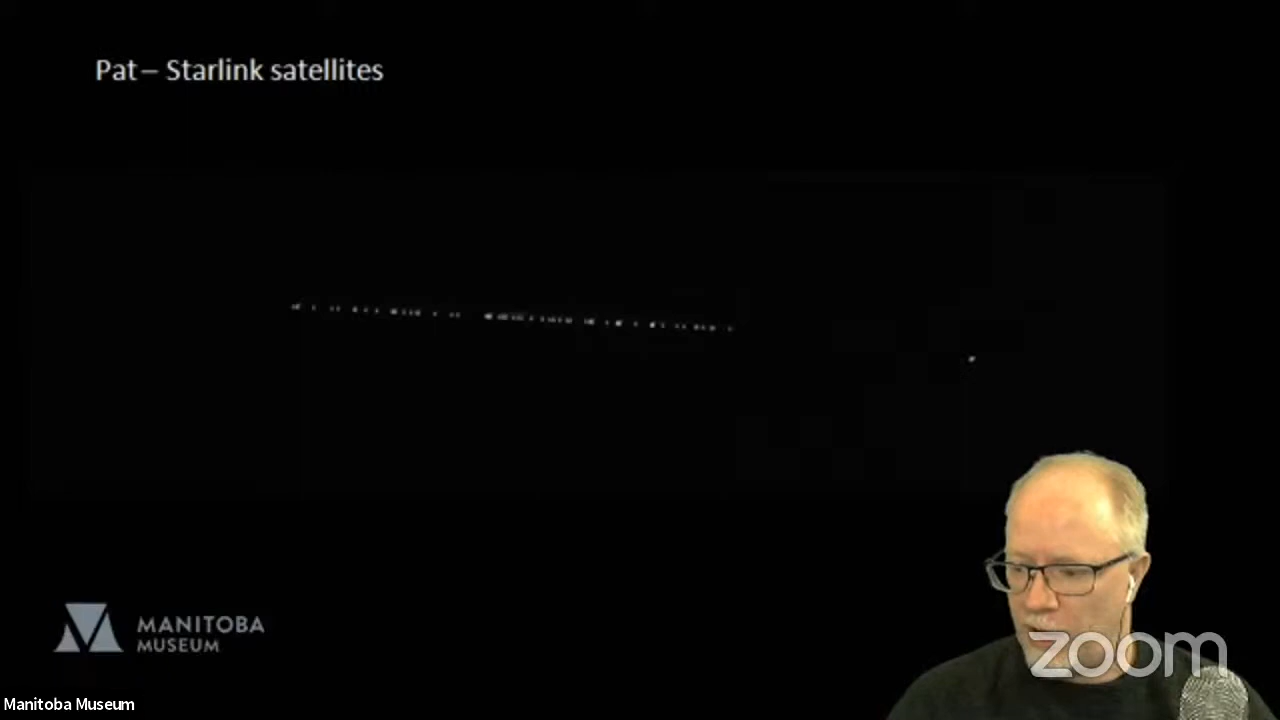 Pat – Starlink satellites
MANITOBA
MUSEUM
zoom
Manitoba Museum